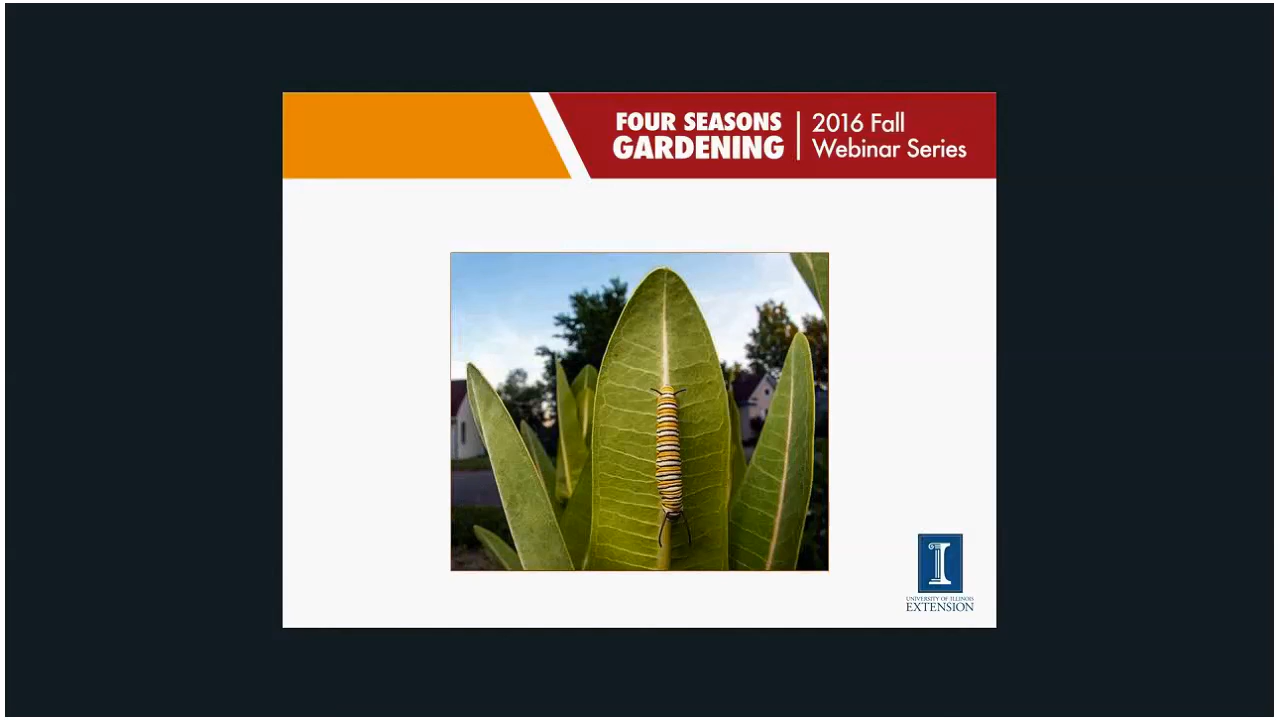 FOUR SEASONS
GARDENING
2016 Fall
Webinar Series
UNIVERSITY OF ILLINOIS
EXTENSION